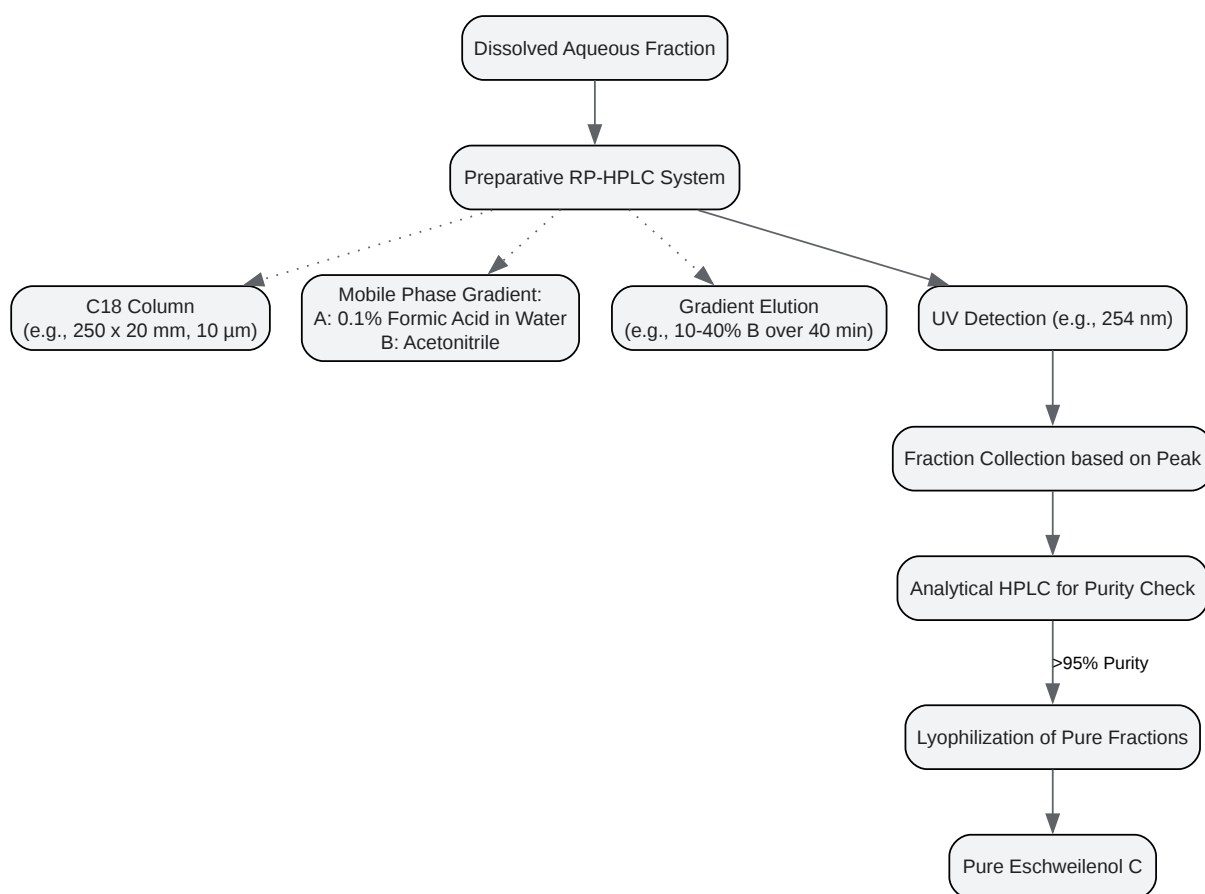 Dissolved Aqueous Fraction
Preparative RP-HPLC System
C18 Column
(e.g., 250 x 20 mm, 10 µm)
Mobile Phase Gradient:
A: 0.1% Formic Acid in Water
B: Acetonitrile
Gradient Elution
(e.g., 10-40% B over 40 min)
UV Detection (e.g., 254 nm)
Fraction Collection based on Peak
Analytical HPLC for Purity Check
>95% Purity
Lyophilization of Pure Fractions
Pure Eschweilenol C